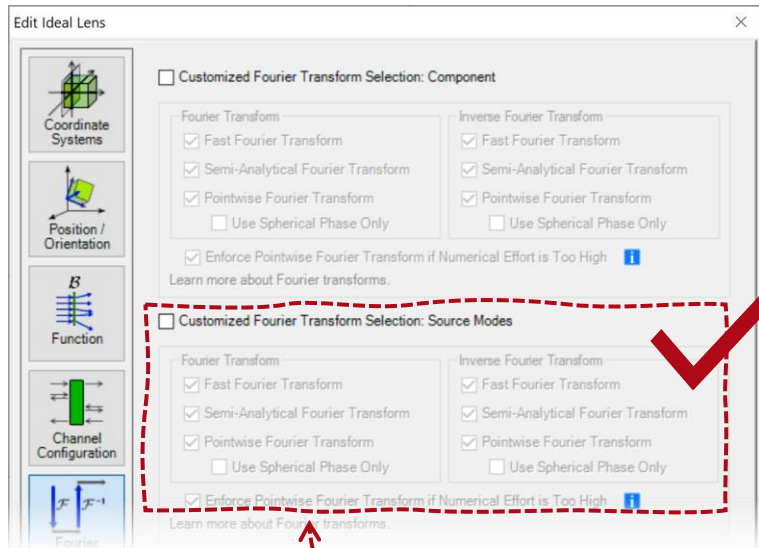 Edit Ideal Lens
Coordinate
Systems
Position /
Orientation
B
Function
Channel
Configuration
F F⁻¹
Fourier
Customized Fourier Transform Selection: Component
Fourier Transform
Fast Fourier Transform
Semi-Analytical Fourier Transform
Pointwise Fourier Transform
Use Spherical Phase Only
Inverse Fourier Transform
Fast Fourier Transform
Semi-Analytical Fourier Transform
Pointwise Fourier Transform
Use Spherical Phase Only
Enforce Pointwise Fourier Transform if Numerical Effort is Too High i
Learn more about Fourier transforms.
Customized Fourier Transform Selection: Source Modes
Fourier Transform
Fast Fourier Transform
Semi-Analytical Fourier Transform
Pointwise Fourier Transform
Use Spherical Phase Only
Inverse Fourier Transform
Fast Fourier Transform
Semi-Analytical Fourier Transform
Pointwise Fourier Transform
Use Spherical Phase Only
Enforce Pointwise Fourier Transform if Numerical Effort is Too High i
Learn more about Fourier transforms.